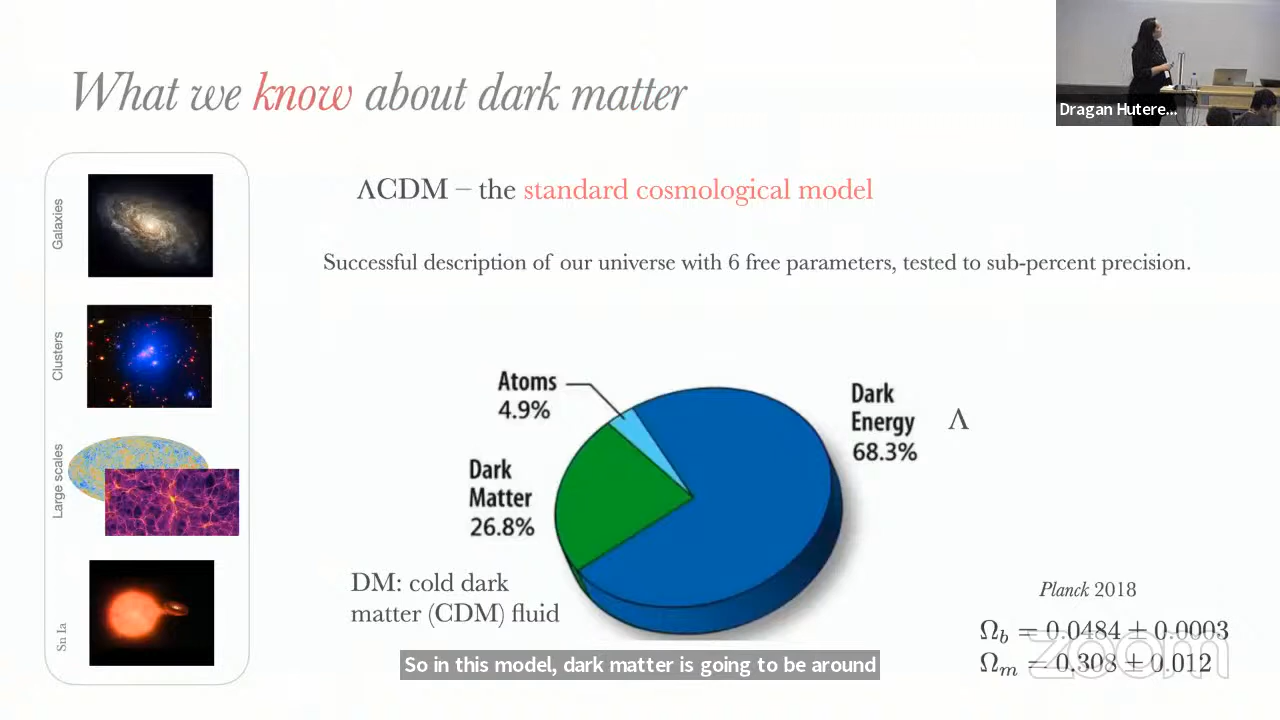 What we know about dark matter
Dragan Hutere...
Galaxies
Clusters
Large scales
Sn Ia
ΛCDM – the standard cosmological model
Successful description of our universe with 6 free parameters, tested to sub-percent precision.
Atoms
4.9%
Dark
Energy
68.3%
Λ
Dark
Matter
26.8%
DM: cold dark
matter (CDM) fluid
Planck 2018
Ω_b = 0.0484 ± 0.0003
Ω_m = 0.308 ± 0.012
zoom
So in this model, dark matter is going to be around